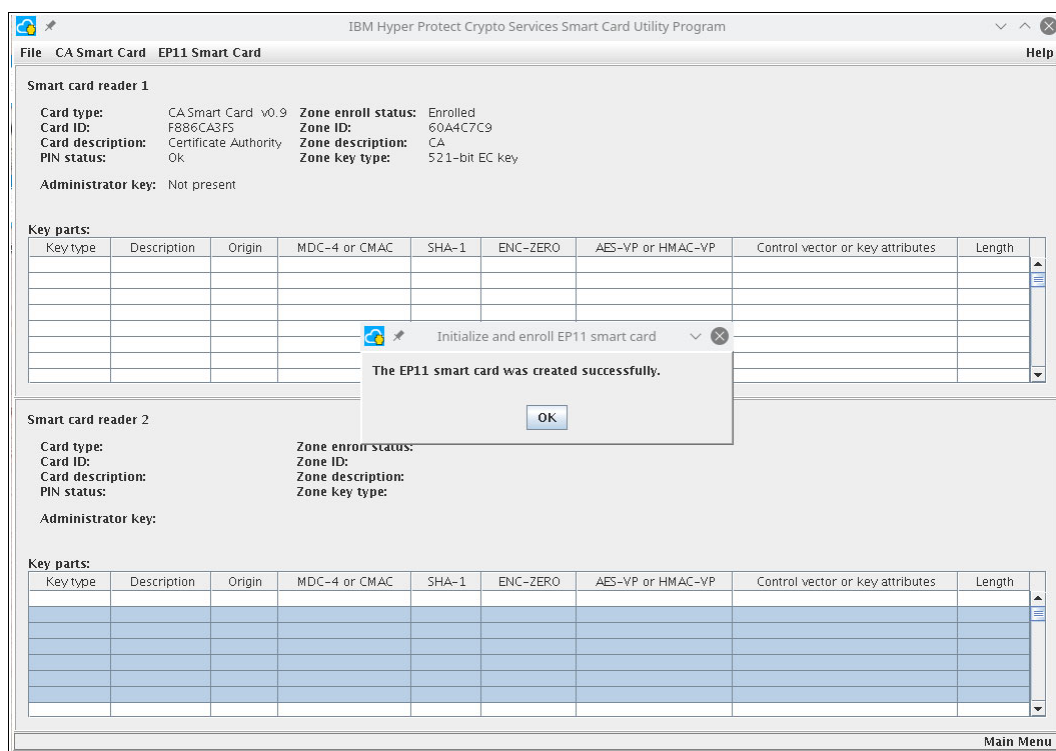 IBM Hyper Protect Crypto Services Smart Card Utility Program
File CA Smart Card EP11 Smart Card Help
Smart card reader 1
Card type: CA Smart Card v0.9 Zone enroll status: Enrolled
Card ID: F886CA3FS Zone ID: 60A4C7C9
Card description: Certificate Authority Zone description: CA
PIN status: Ok Zone key type: 521-bit EC key
Administrator key: Not present
Key parts:
Key type Description Origin MDC-4 or CMAC SHA-1 ENC-ZERO AES-VP or HMAC-VP Control vector or key attributes Length
Initialize and enroll EP11 smart card
The EP11 smart card was created successfully.
OK
Smart card reader 2
Card type: Zone enroll status:
Card ID: Zone ID:
Card description: Zone description:
PIN status: Zone key type:
Administrator key:
Key parts:
Key type Description Origin MDC-4 or CMAC SHA-1 ENC-ZERO AES-VP or HMAC-VP Control vector or key attributes Length
Main Menu